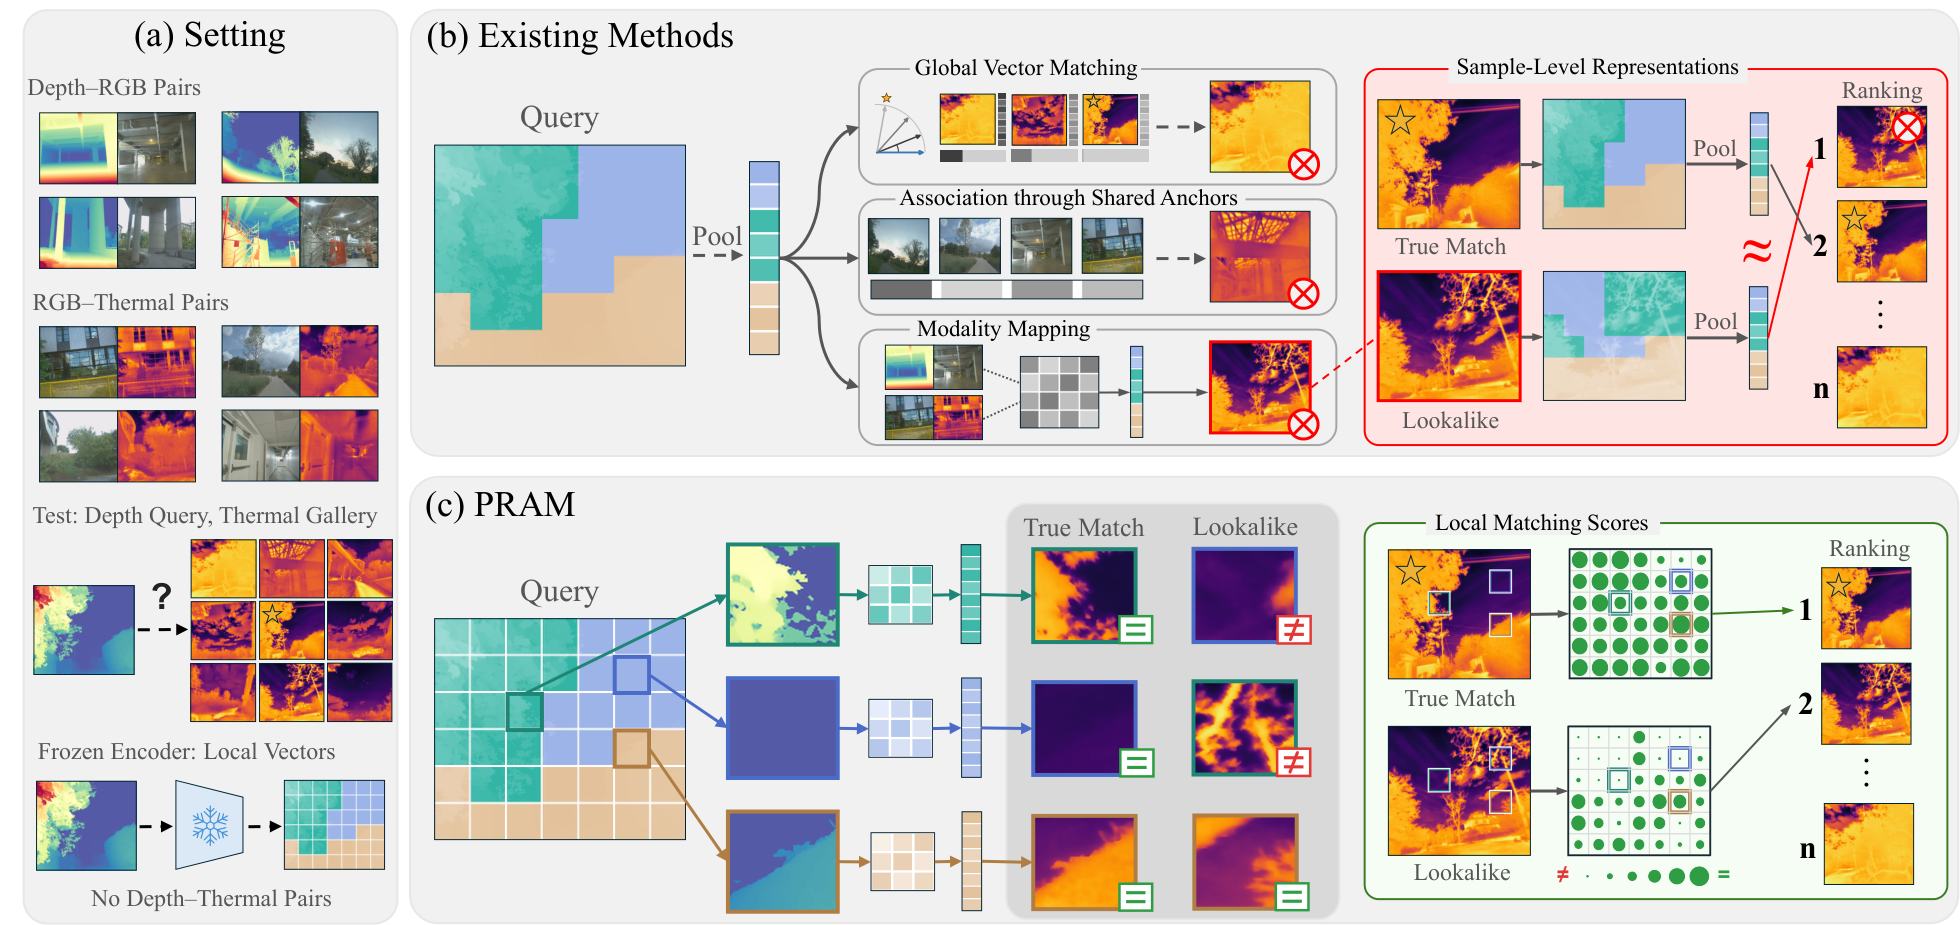 (a) Setting
Depth–RGB Pairs
RGB–Thermal Pairs
Test: Depth Query, Thermal Gallery
?
Frozen Encoder: Local Vectors
No Depth–Thermal Pairs
(b) Existing Methods
Query
Pool
Global Vector Matching
Association through Shared Anchors
Modality Mapping
Sample-Level Representations
True Match
Lookalike
Pool
Pool
≈
Ranking
1
2
⋮
n
(c) PRAM
Query
True Match
Lookalike
=
≠
=
≠
=
=
Local Matching Scores
True Match
Lookalike
≠
=
Ranking
1
2
⋮
n